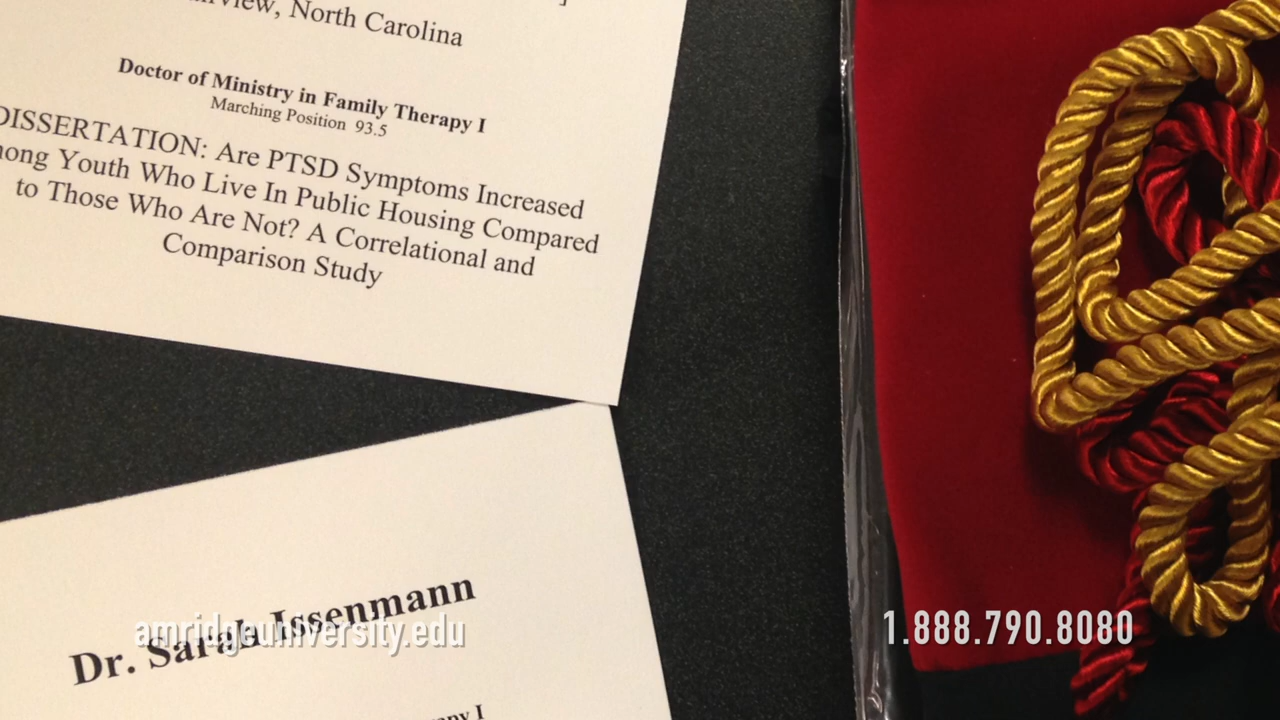 North Carolina
Doctor of Ministry in Family Therapy I
Marching Position 93.5
DISSERTATION: Are PTSD Symptoms Increased
Youth Who Live In Public Housing Compared
to Those Who Are Not? A Correlational and
Comparison Study
Dr. Sarah Issenmann
amridgeuniversity.edu
1.888.790.8080
I